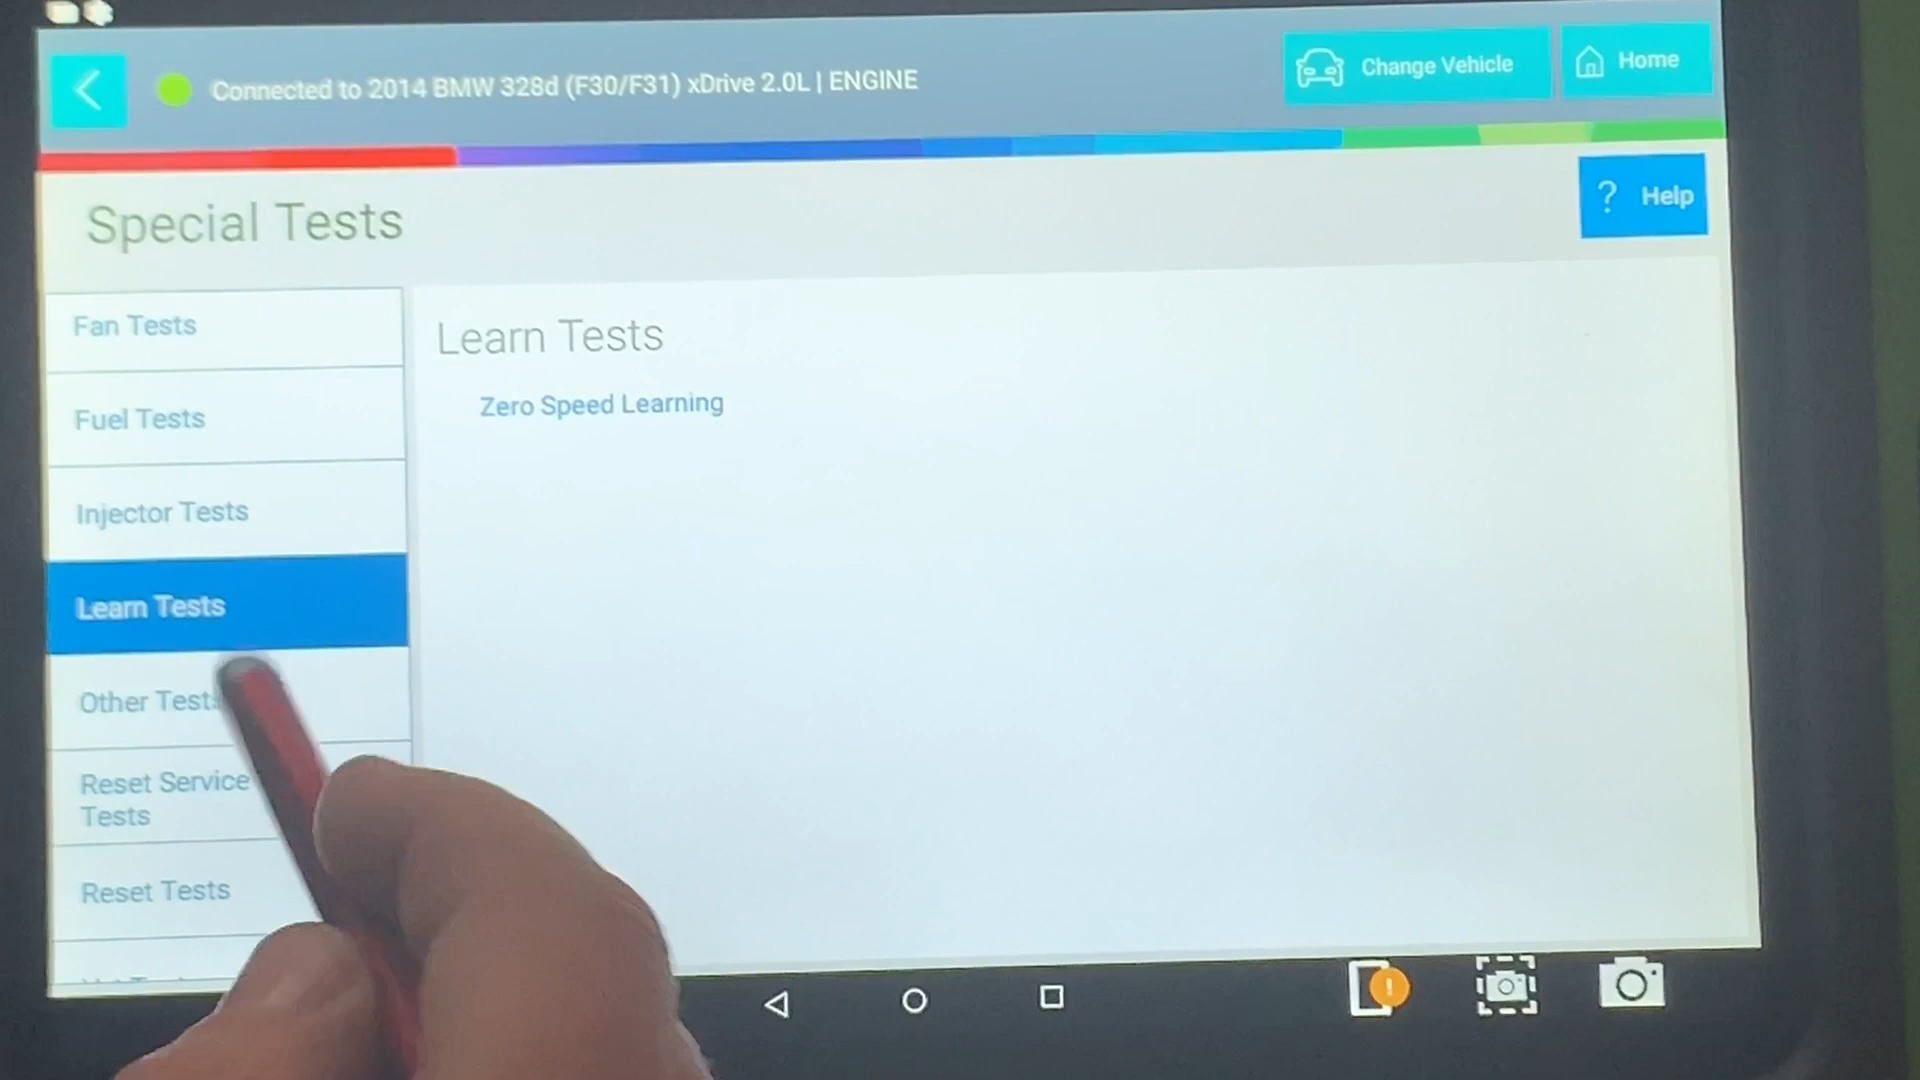 Connected to 2014 BMW 328d (F30/F31) xDrive 2.0L | ENGINE
Change Vehicle
Home
Special Tests
? Help
Fan Tests
Fuel Tests
Injector Tests
Learn Tests
Other Tests
Reset Service
Tests
Reset Tests
Learn Tests
Zero Speed Learning